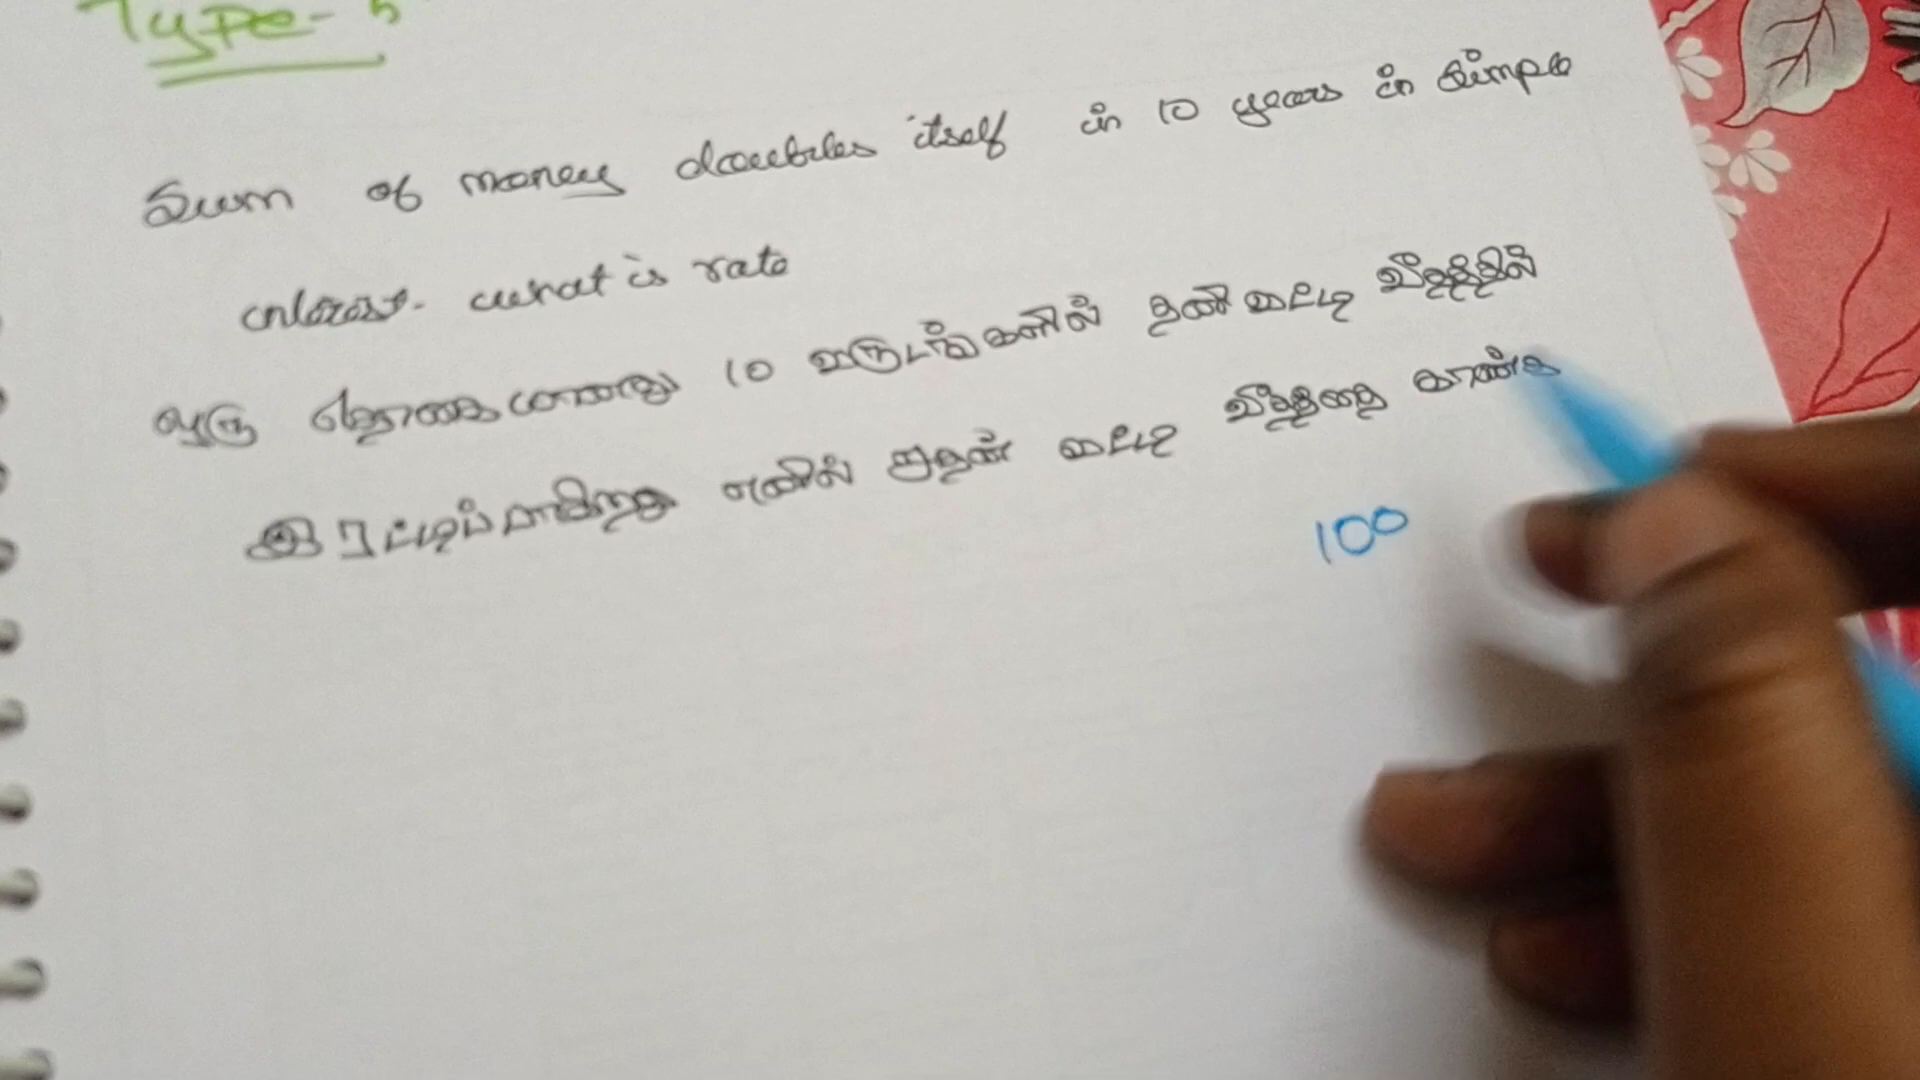 Type- 5
Sum of money doubles itself in 10 years in simple
interest. what is rate
ஒரு தொகையானது 10 வருடங்களில் தனிவட்டி வீதத்தில்
இரட்டிப்பாகிறது எனில் அதன் வட்டி வீதத்தை காண்க
100